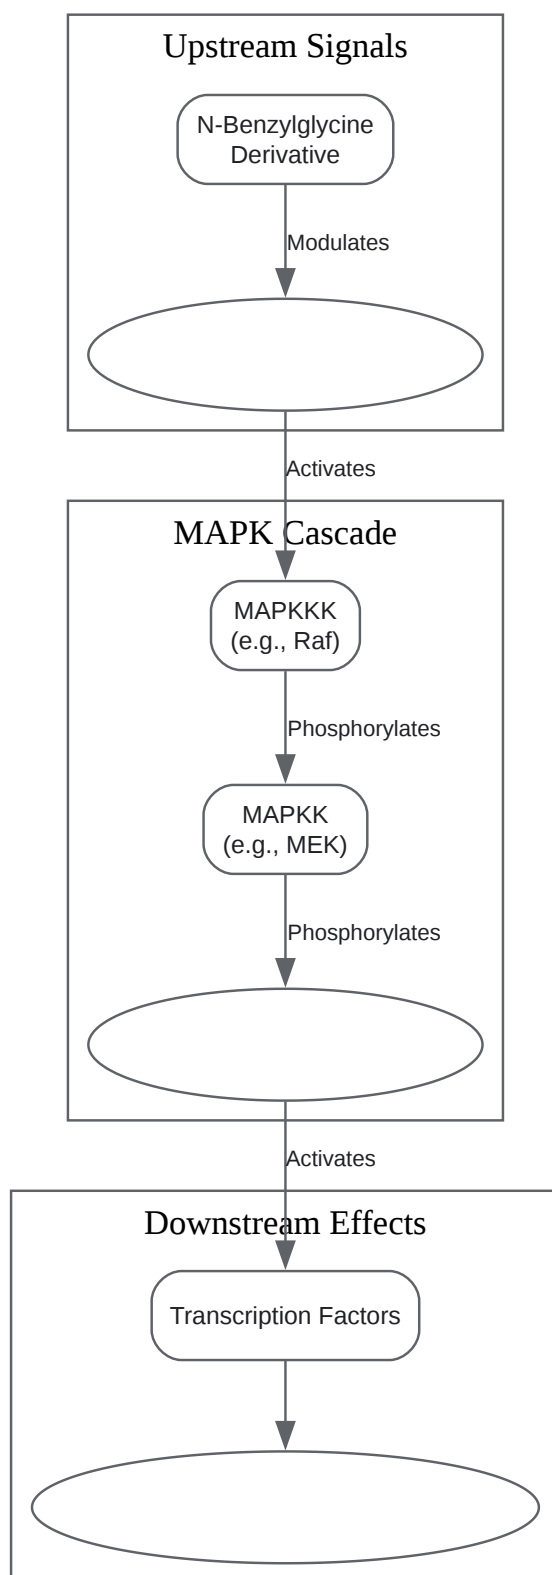 Upstream Signals
N-Benzylglycine
Derivative
Modulates
Activates
MAPK Cascade
MAPKKK
(e.g., Raf)
Phosphorylates
MAPKK
(e.g., MEK)
Phosphorylates
Activates
Downstream Effects
Transcription Factors